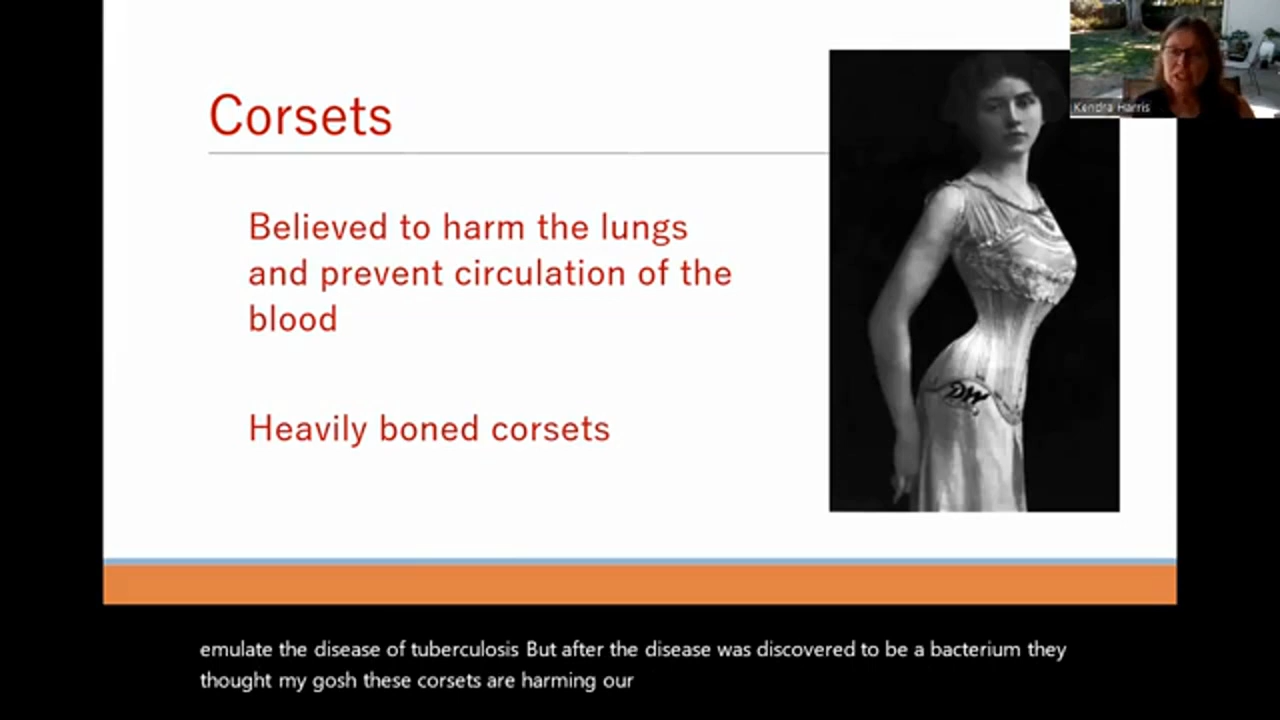 Corsets
Kendra Harris
Believed to harm the lungs
and prevent circulation of the
blood
DW
Heavily boned corsets
emulate the disease of tuberculosis But after the disease was discovered to be a bacterium they
thought my gosh these corsets are harming our